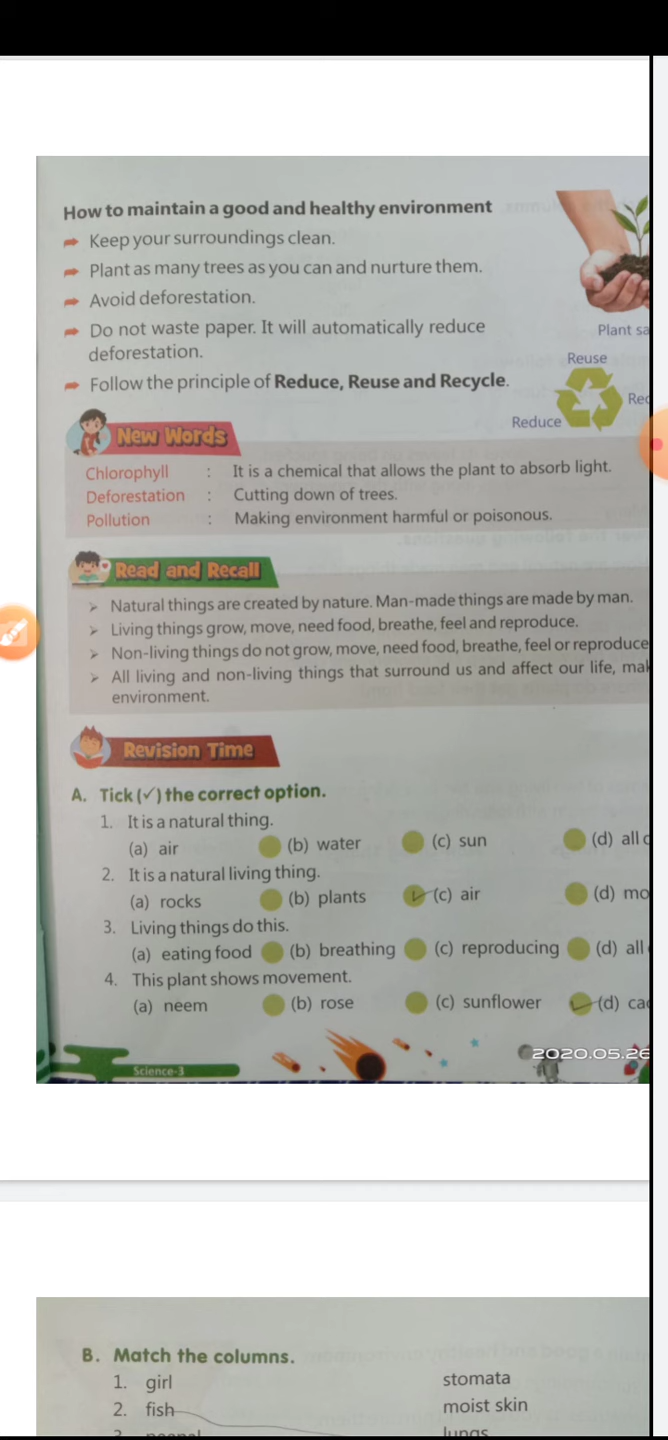 How to maintain a good and healthy environment
Keep your surroundings clean.
Plant as many trees as you can and nurture them.
Avoid deforestation.
Do not waste paper. It will automatically reduce
deforestation.
Follow the principle of Reduce, Reuse and Recycle.
Plant sa
Reuse
Rec
Reduce
New Words
Chlorophyll : It is a chemical that allows the plant to absorb light.
Deforestation : Cutting down of trees.
Pollution : Making environment harmful or poisonous.
Read and Recall
Natural things are created by nature. Man-made things are made by man.
Living things grow, move, need food, breathe, feel and reproduce.
Non-living things do not grow, move, need food, breathe, feel or reproduce
All living and non-living things that surround us and affect our life, mak
environment.
Revision Time
A. Tick (✓) the correct option.
1. It is a natural thing.
(a) air (b) water (c) sun (d) all
2. It is a natural living thing.
(a) rocks (b) plants (c) air (d) mo
3. Living things do this.
(a) eating food (b) breathing (c) reproducing (d) all
4. This plant shows movement.
(a) neem (b) rose (c) sunflower (d) cac
2020.05.26
Science-3
B. Match the columns.
1. girl stomata
2. fish moist skin
lungs